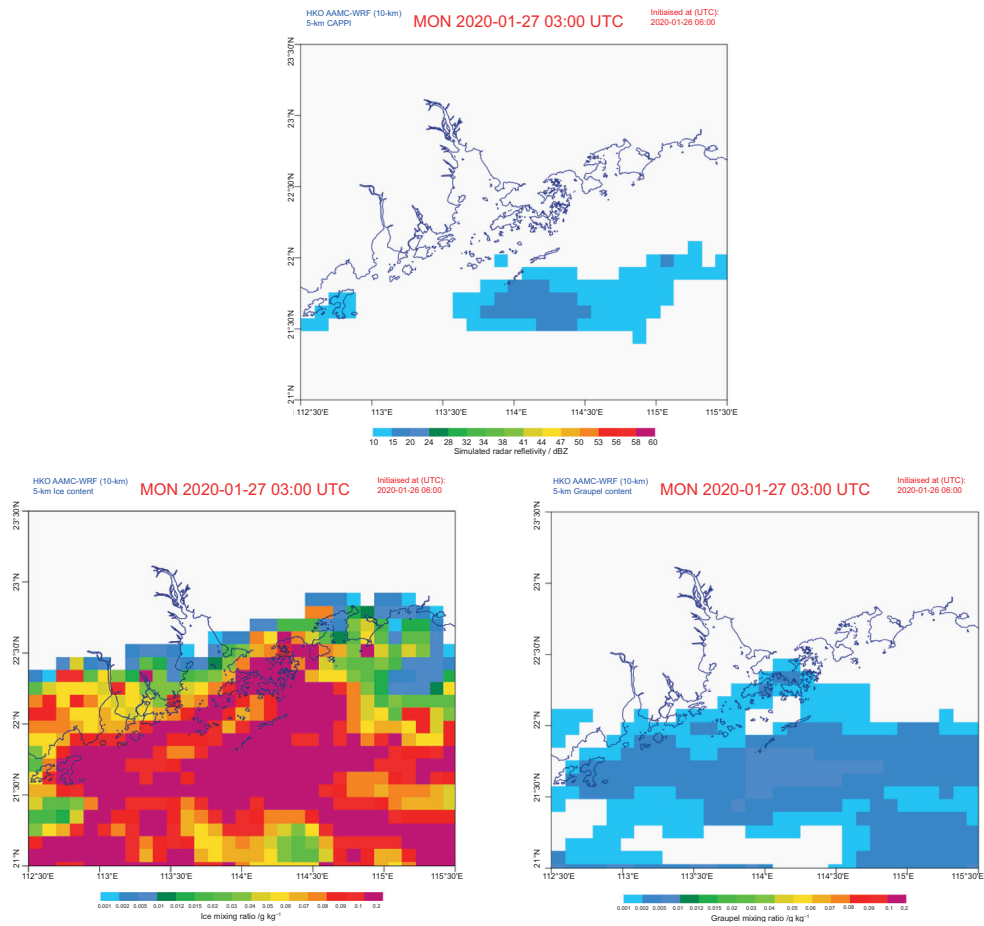 HKO AAMC-WRF (10-km)
5-km CAPPI
MON 2020-01-27 03:00 UTC
Initiaised at (UTC):
2020-01-26 06:00
23°30'N
23°N
22°30'N
22°N
21°30'N
21°N
112°30'E 113°E 113°30'E 114°E 114°30'E 115°E 115°30'E
10 15 20 24 28 32 34 38 41 44 47 50 53 56 58 60
Simulated radar refletivity / dBZ
HKO AAMC-WRF (10-km)
5-km Ice content
MON 2020-01-27 03:00 UTC
Initiaised at (UTC):
2020-01-26 06:00
23°30'N
23°N
22°30'N
22°N
21°30'N
21°N
112°30'E 113°E 113°30'E 114°E 114°30'E 115°E 115°30'E
0.001 0.002 0.005 0.01 0.012 0.015 0.02 0.03 0.04 0.05 0.06 0.07 0.08 0.09 0.1 0.2
Ice mixing ratio /g kg⁻¹
HKO AAMC-WRF (10-km)
5-km Graupel content
MON 2020-01-27 03:00 UTC
Initiaised at (UTC):
2020-01-26 06:00
23°30'N
23°N
22°30'N
22°N
21°30'N
21°N
112°30'E 113°E 113°30'E 114°E 114°30'E 115°E 115°30'E
0.001 0.002 0.005 0.01 0.012 0.015 0.02 0.03 0.04 0.05 0.06 0.07 0.08 0.09 0.1 0.2
Graupel mixing ratio /g kg⁻¹